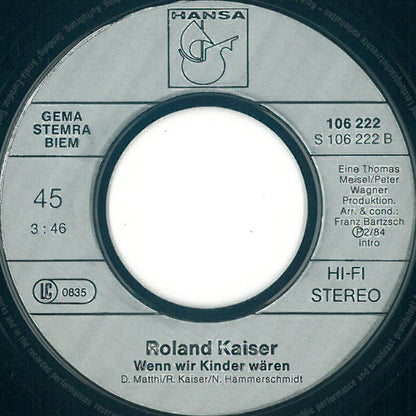 HANSA
GEMA
STEMRA
BIEM
106 222
S 106 222 B
Eine Thomas
Meisel/Peter
Wagner
Produktion.
Arr. & cond.:
Franz Bartzsch
Ⓟ2/84
Intro
45
3:46
LC 0835
HI-FI
STEREO
Roland Kaiser
Wenn wir Kinder wären
D. Matthi/R. Kaiser/N. Hammerschmidt